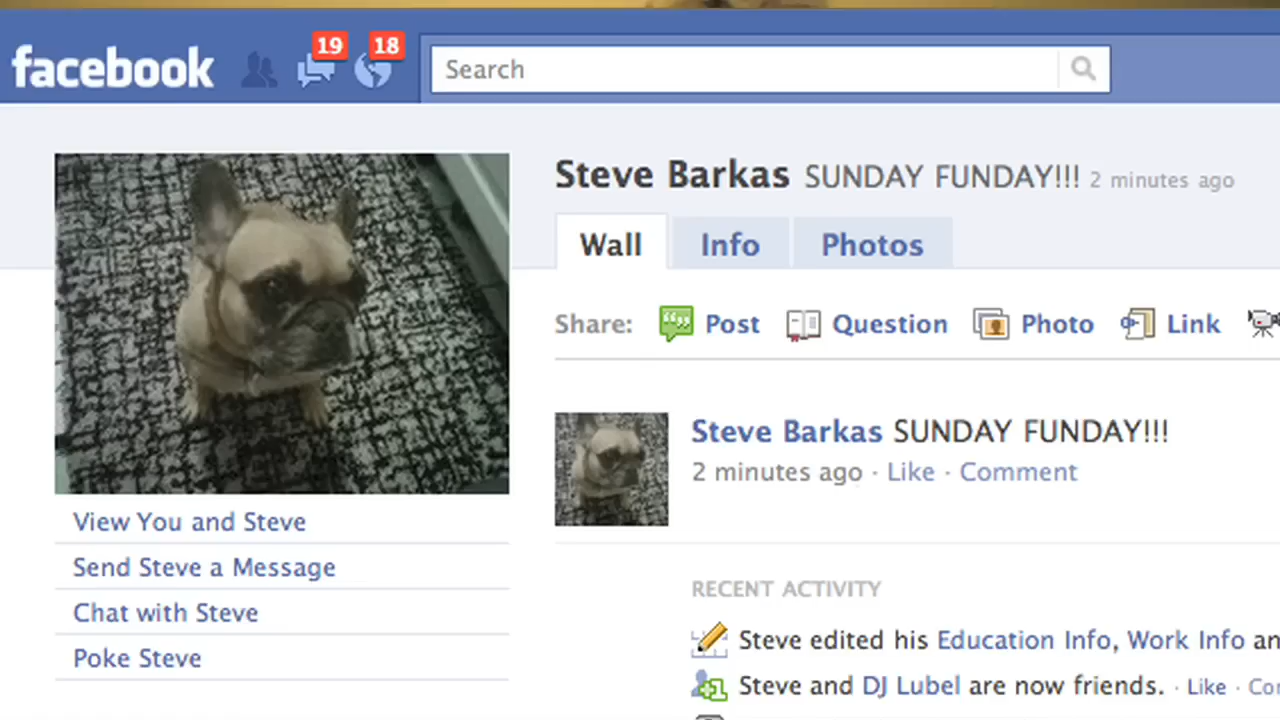 facebook
19
18
Search
Steve Barkas SUNDAY FUNDAY!!! 2 minutes ago
Wall Info Photos
Share: Post Question Photo Link
Steve Barkas SUNDAY FUNDAY!!!
2 minutes ago · Like · Comment
View You and Steve
Send Steve a Message
Chat with Steve
Poke Steve
RECENT ACTIVITY
Steve edited his Education Info, Work Info an
Steve and DJ Lubel are now friends. · Like · Co